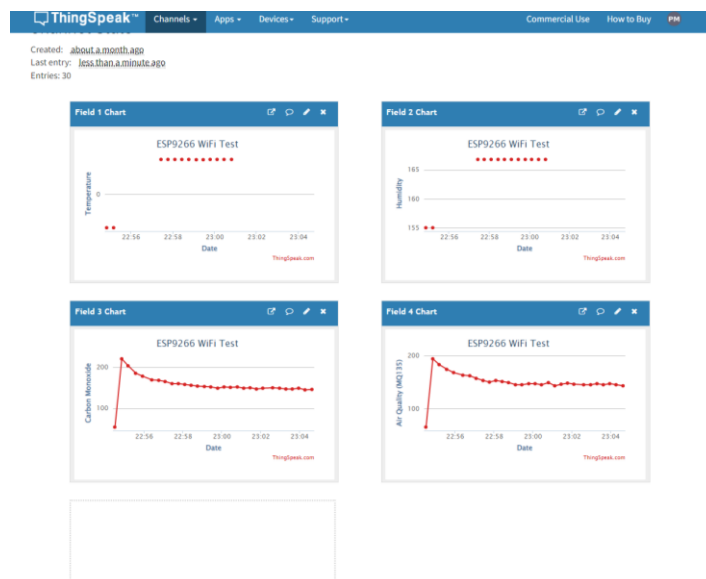 ThingSpeak™ Channels Apps Devices Support Commercial Use How to Buy PM
Created: about a month ago
Last entry: less than a minute ago
Entries: 30
Field 1 Chart
ESP9266 WiFi Test
Temperature
0
22:56 22:58 23:00 23:02 23:04
Date
ThingSpeak.com
Field 2 Chart
ESP9266 WiFi Test
Humidity
165
160
155
22:56 22:58 23:00 23:02 23:04
Date
ThingSpeak.com
Field 3 Chart
ESP9266 WiFi Test
Carbon Monoxide
200
100
22:56 22:58 23:00 23:02 23:04
Date
ThingSpeak.com
Field 4 Chart
ESP9266 WiFi Test
Air Quality (MQ135)
200
100
22:56 22:58 23:00 23:02 23:04
Date
ThingSpeak.com